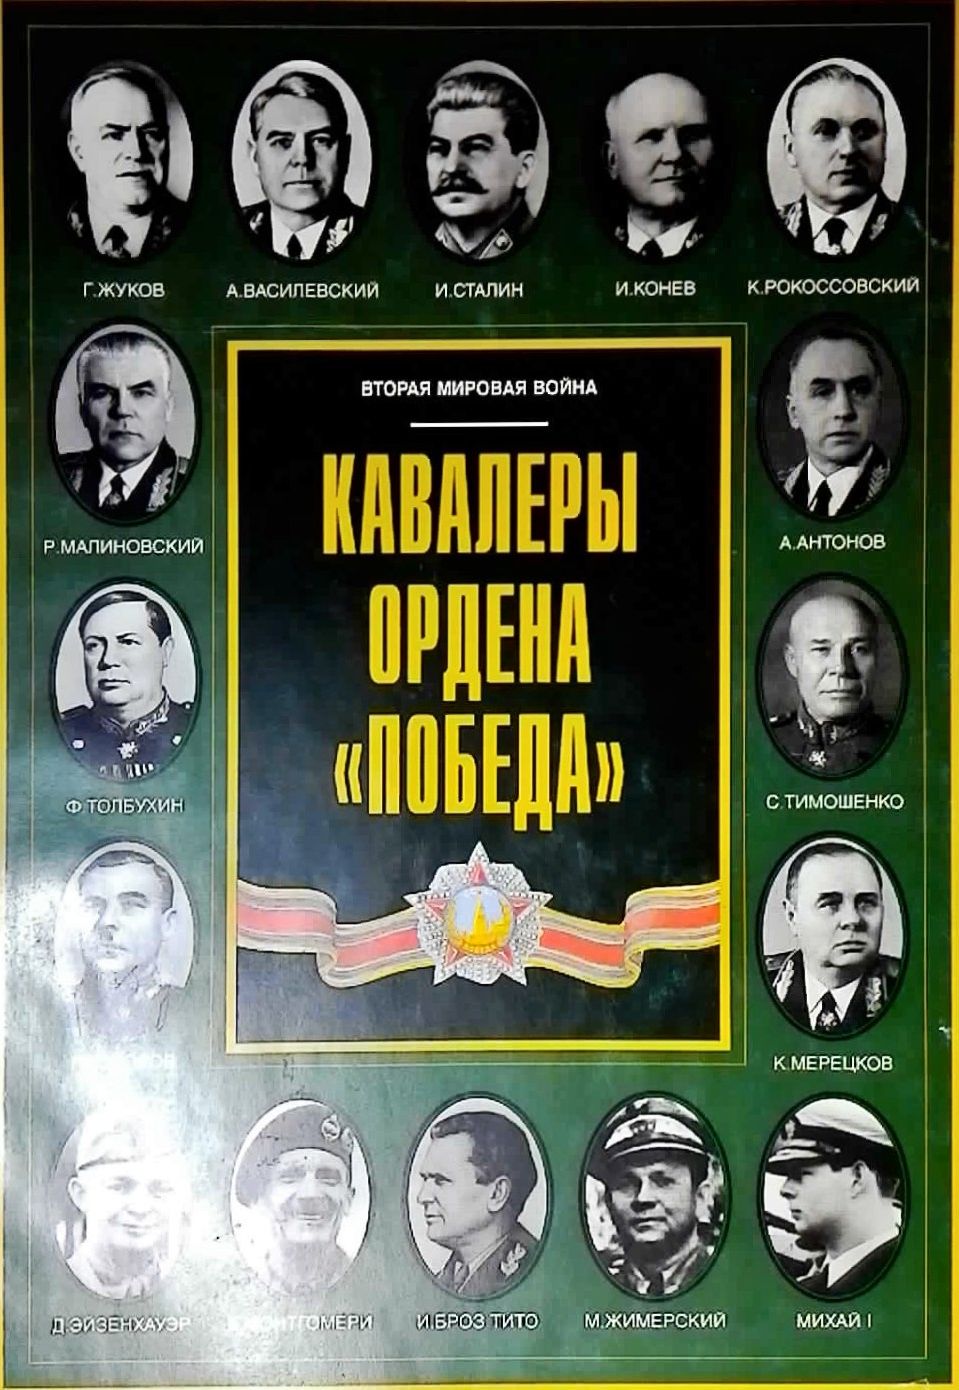 Г.ЖУКОВ
А.ВАСИЛЕВСКИЙ
И.СТАЛИН
И.КОНЕВ
К.РОКОССОВСКИЙ
ВТОРАЯ МИРОВАЯ ВОЙНА
КАВАЛЕРЫ
ОРДЕНА
«ПОБЕДА»
Р.МАЛИНОВСКИЙ
А.АНТОНОВ
Ф.ТОЛБУХИН
С.ТИМОШЕНКО
К.МЕРЕЦКОВ
Д.ЭЙЗЕНХАУЭР
И.БРОЗ ТИТО
М.ЖИМЕРСКИЙ
МИХАЙ I